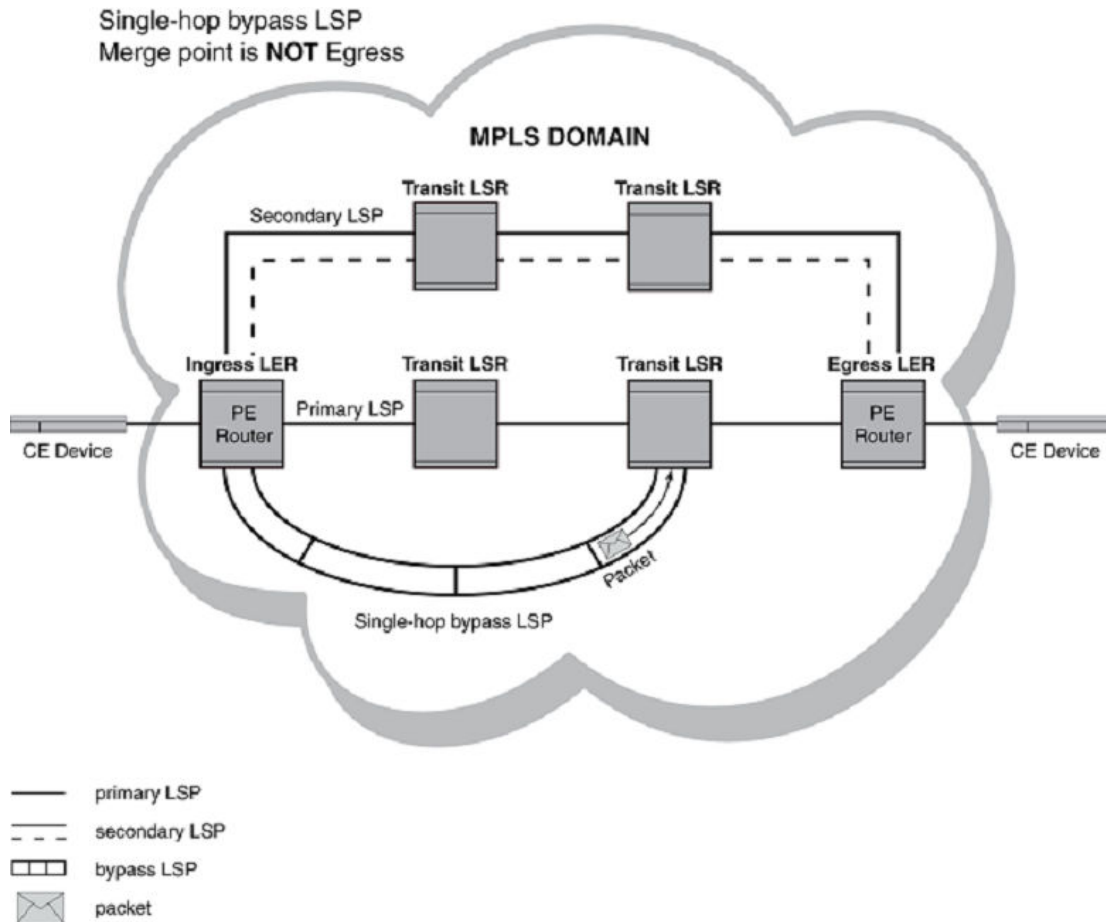 Single-hop bypass LSP
Merge point is NOT Egress
MPLS DOMAIN
Transit LSR
Transit LSR
Secondary LSP
Ingress LER
Transit LSR
Transit LSR
Egress LER
PE
Router
Primary LSP
PE
Router
CE Device
CE Device
Packet
Single-hop bypass LSP
primary LSP
secondary LSP
bypass LSP
packet